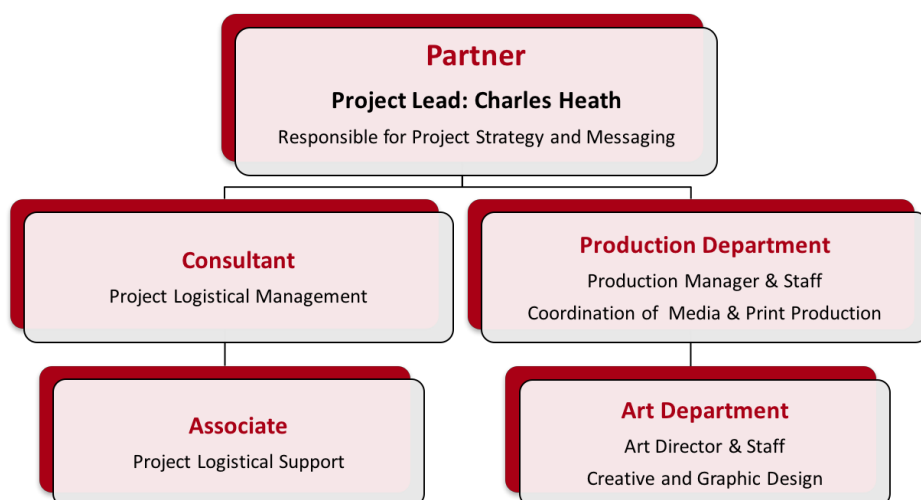 Partner
Project Lead: Charles Heath
Responsible for Project Strategy and Messaging
Consultant
Project Logistical Management
Production Department
Production Manager & Staff
Coordination of Media & Print Production
Associate
Project Logistical Support
Art Department
Art Director & Staff
Creative and Graphic Design